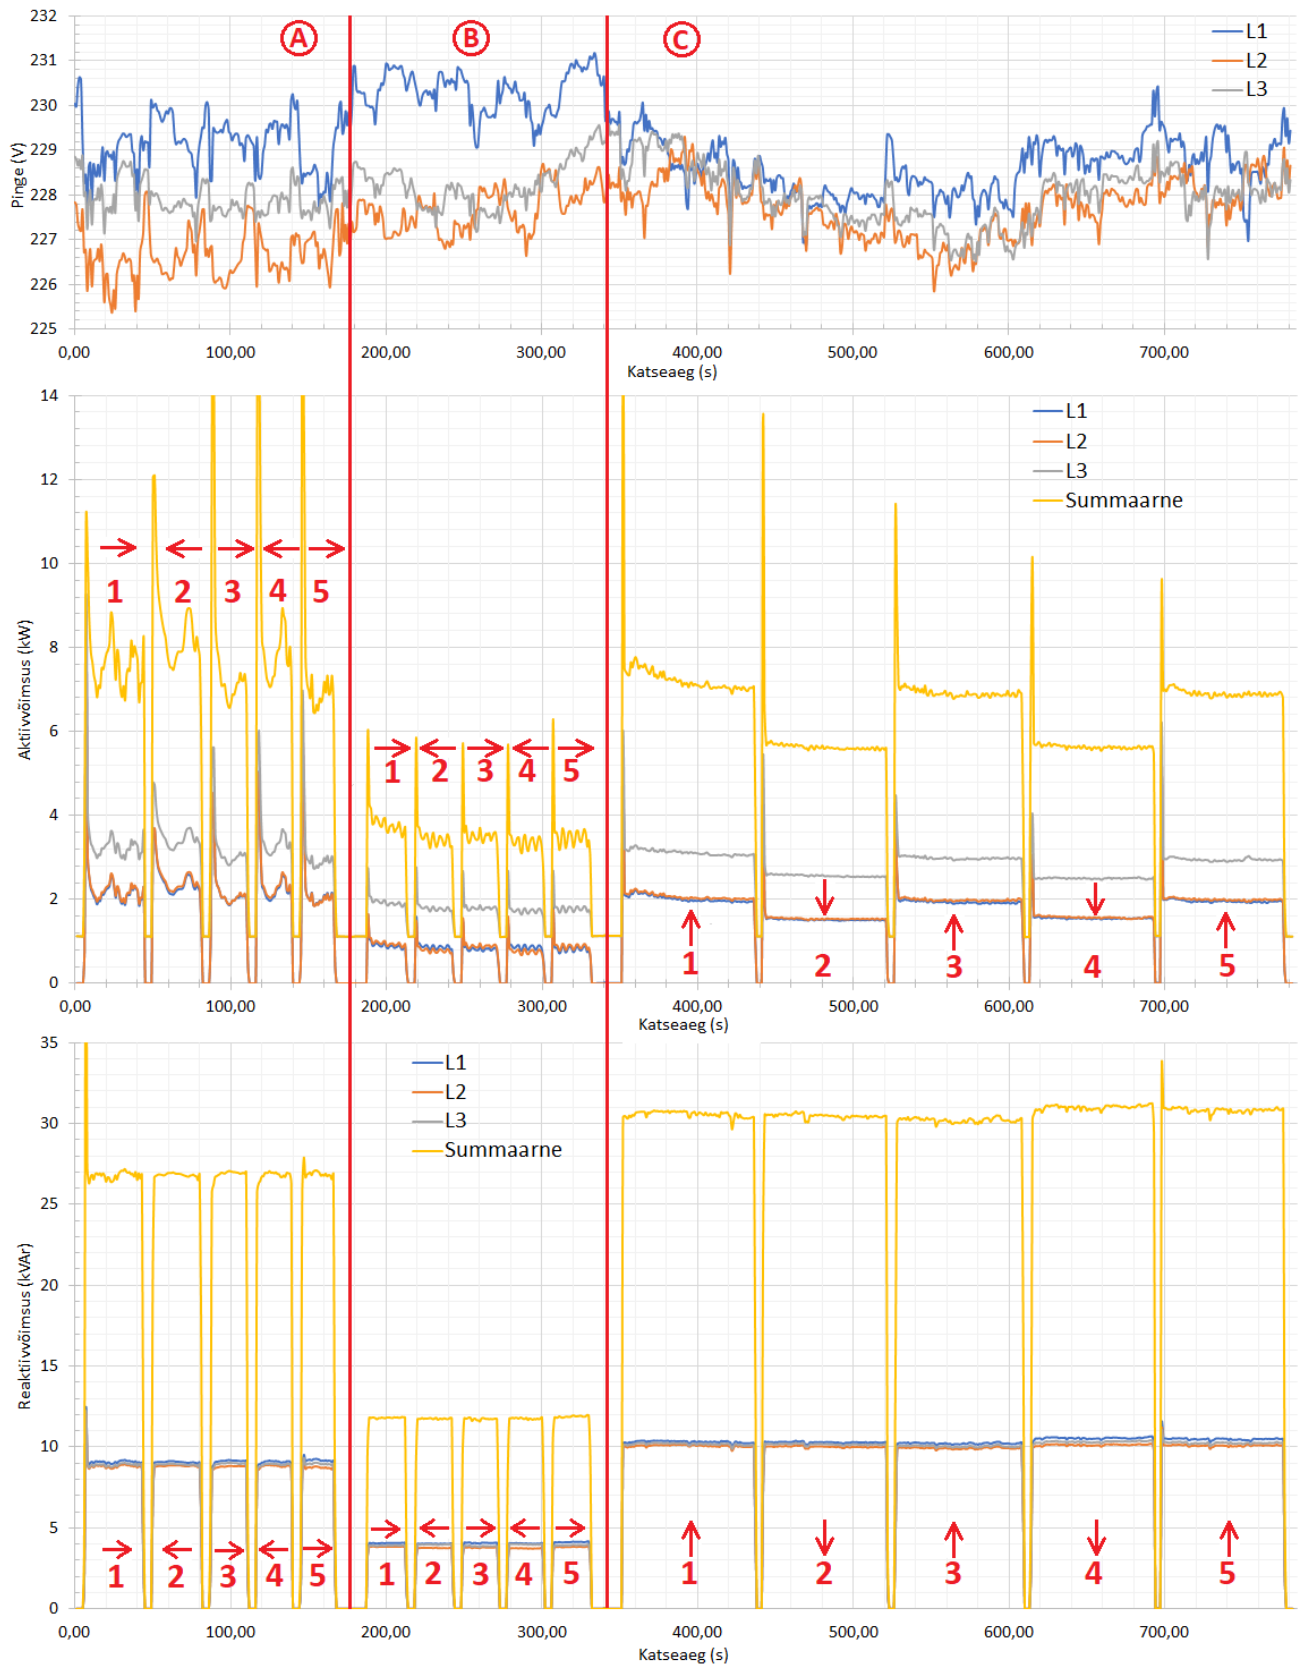 232
231
230
229
228
227
226
225
Pinge (V)
A
B
C
L1
L2
L3
0,00 100,00 200,00 300,00 400,00 500,00 600,00 700,00
Katseaeg (s)
14
12
10
8
6
4
2
0
Aktiivvõimsus (kW)
L1
L2
L3
Summaarne
1 2 3 4 5
1 2 3 4 5
1 2 3 4 5
0,00 100,00 200,00 300,00 400,00 500,00 600,00 700,00
Katseaeg (s)
35
30
25
20
15
10
5
0
Reaktiivvõimsus (kVAr)
L1
L2
L3
Summaarne
1 2 3 4 5
1 2 3 4 5
1 2 3 4 5
0,00 100,00 200,00 300,00 400,00 500,00 600,00 700,00
Katseaeg (s)